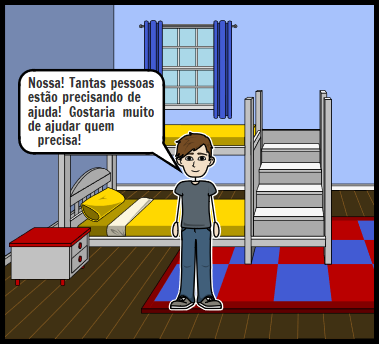 Nossa! Tantas pessoas
estão precisando de
ajuda! Gostaria muito
de ajudar quem
precisa!